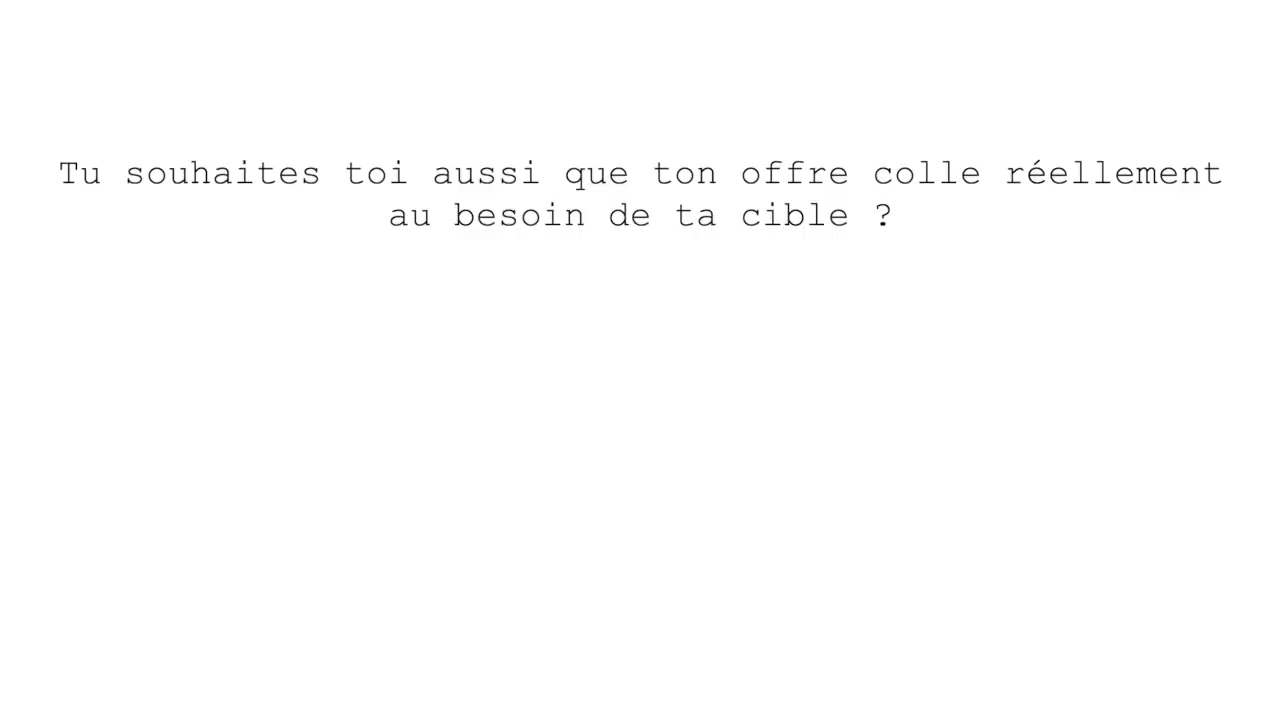 Tu souhaites toi aussi que ton offre colle réellement
au besoin de ta cible ?